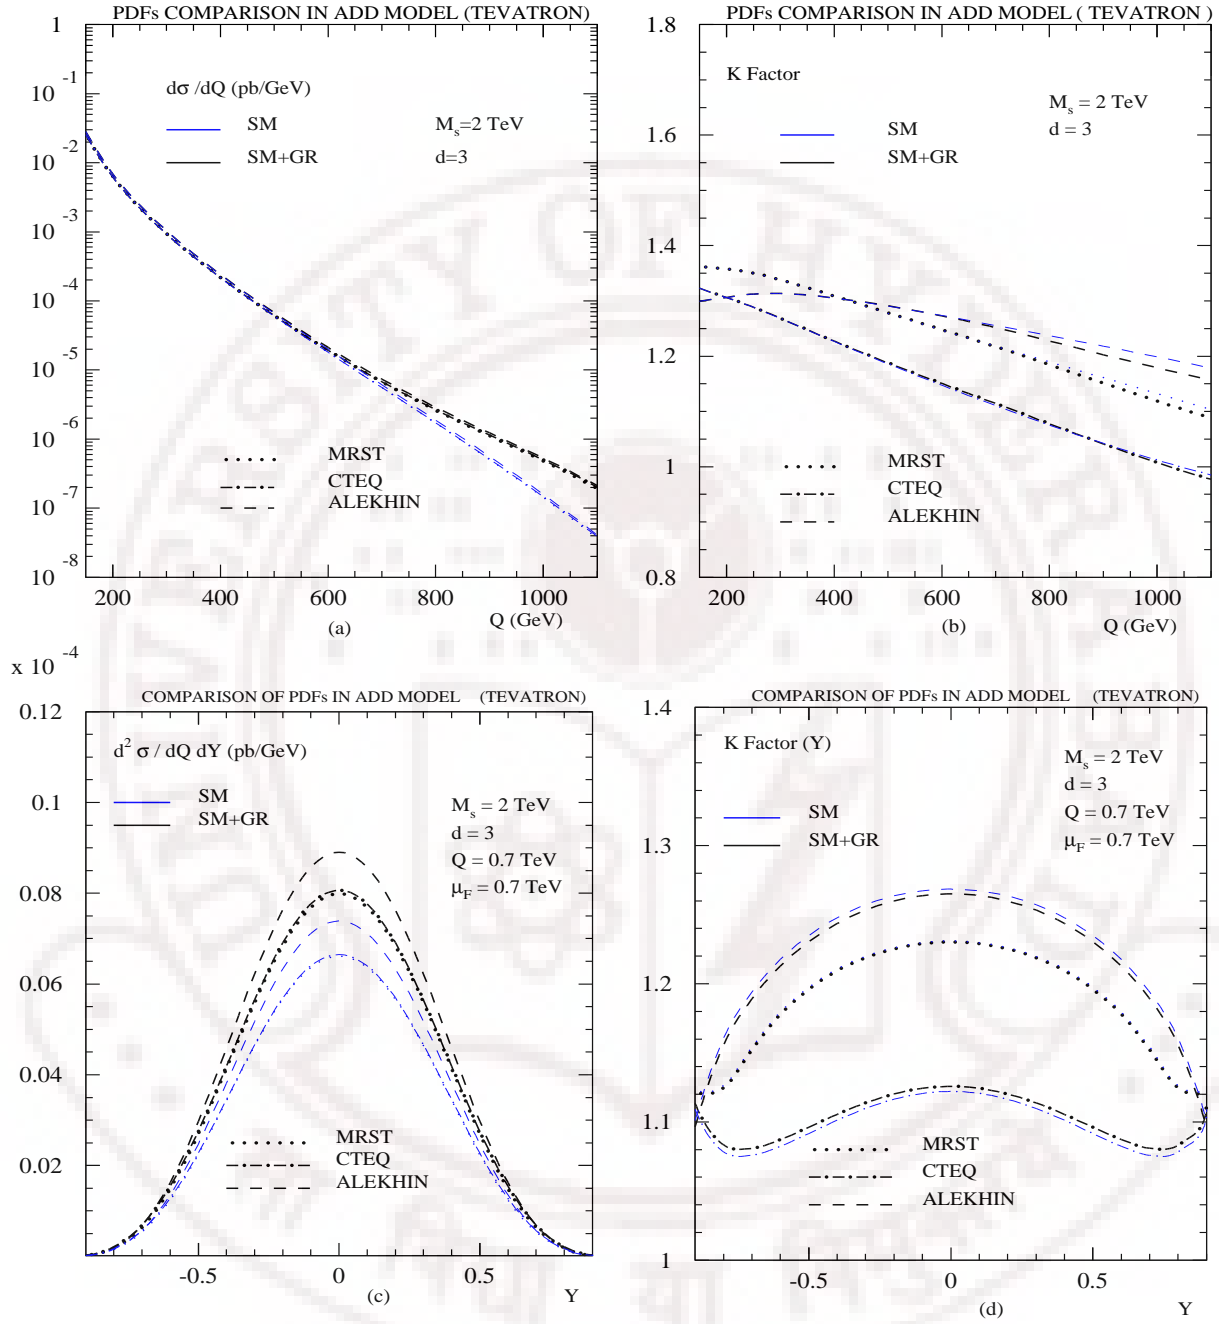 PDFs COMPARISON IN ADD MODEL (TEVATRON)
1
10 -1
10 -2
10 -3
10 -4
10 -5
10 -6
10 -7
10 -8
dσ /dQ (pb/GeV)
SM
SM+GR
M_s=2 TeV
d=3
MRST
CTEQ
ALEKHIN
200 400 600 800 1000
Q (GeV)
(a)
PDFs COMPARISON IN ADD MODEL ( TEVATRON )
1.8
1.6
1.4
1.2
1
0.8
K Factor
M_s = 2 TeV
d = 3
SM
SM+GR
MRST
CTEQ
ALEKHIN
200 400 600 800 1000
Q (GeV)
(b)
x 10 -4
COMPARISON OF PDFs IN ADD MODEL (TEVATRON)
0.12
0.1
0.08
0.06
0.04
0.02
d² σ / dQ dY (pb/GeV)
SM
SM+GR
M_s = 2 TeV
d = 3
Q = 0.7 TeV
μ_F = 0.7 TeV
MRST
CTEQ
ALEKHIN
-0.5 0 0.5
(c)
Y
COMPARISON OF PDFs IN ADD MODEL (TEVATRON)
1.4
1.3
1.2
1.1
1
K Factor (Y)
M_s = 2 TeV
d = 3
Q = 0.7 TeV
μ_F = 0.7 TeV
SM
SM+GR
MRST
CTEQ
ALEKHIN
-0.5 0 0.5
(d)
Y